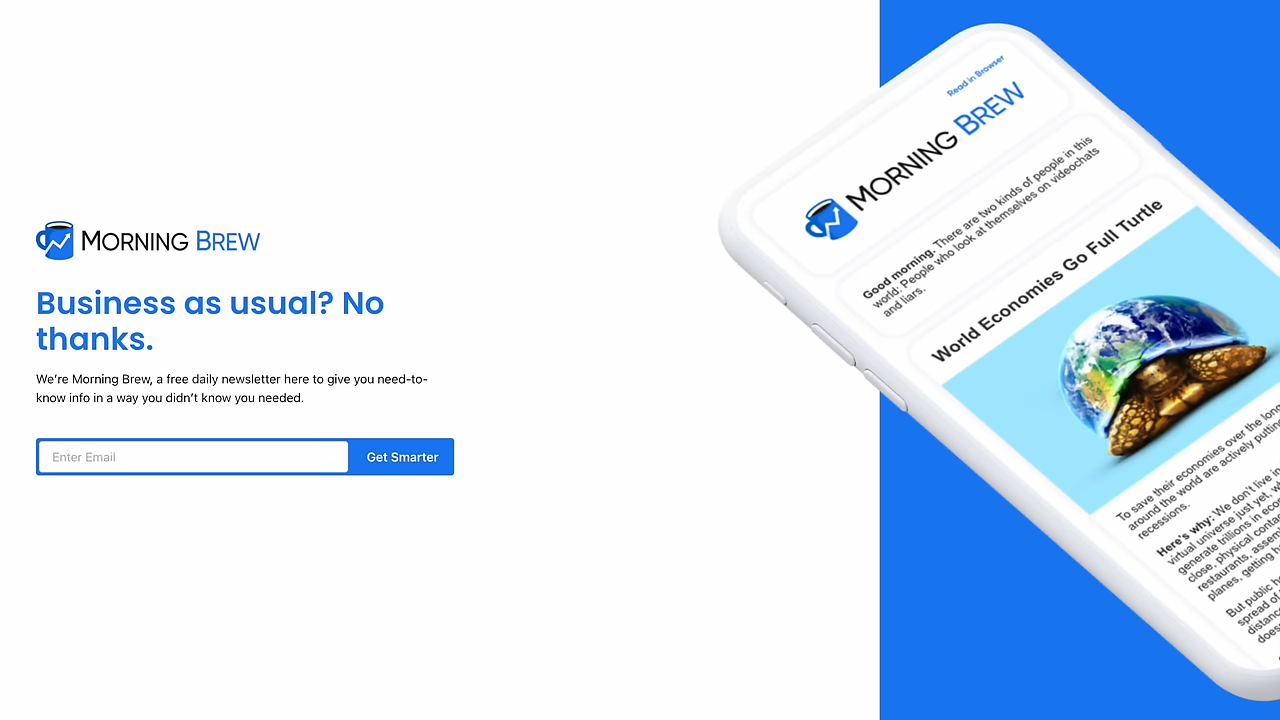 MORNING BREW
Business as usual? No
thanks.
We're Morning Brew, a free daily newsletter here to give you need-to-
know info in a way you didn't know you needed.
Enter Email
Get Smarter
Read in Browser
MORNING BREW
Good morning. There are two kinds of people in this
world: People who look at themselves on videochats
and liars.
World Economies Go Full Turtle
To save their economies over the long
around the world are actively putting
recessions.
Here's why: We don't live in
virtual universe just yet,
generate trillions in
close, physical
restaurants,
planes, getting
But public
spread of